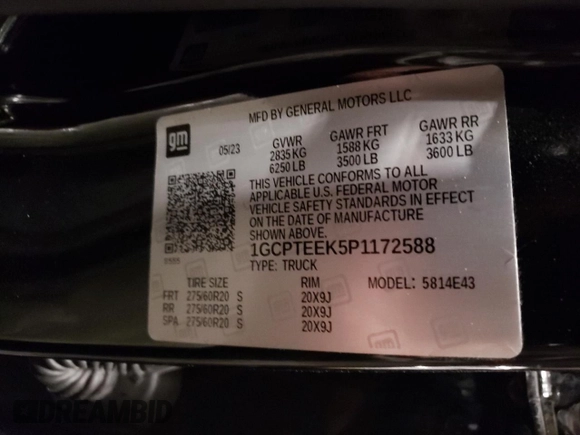 MFD BY GENERAL MOTORS LLC
gm
05/23 GVWR GAWR FRT GAWR RR
2835 KG 1588 KG 1633 KG
6250 LB 3500 LB 3600 LB
THIS VEHICLE CONFORMS TO ALL
APPLICABLE U.S. FEDERAL MOTOR
VEHICLE SAFETY STANDARDS IN EFFECT
ON THE DATE OF MANUFACTURE
SHOWN ABOVE.
1GCPTEEK5P1172588
TYPE: TRUCK
TIRE SIZE RIM MODEL: 5814E43
FRT 275/60R20 S 20X9J
RR 275/60R20 S 20X9J
SPA 275/60R20 S 20X9J
DREAMBID